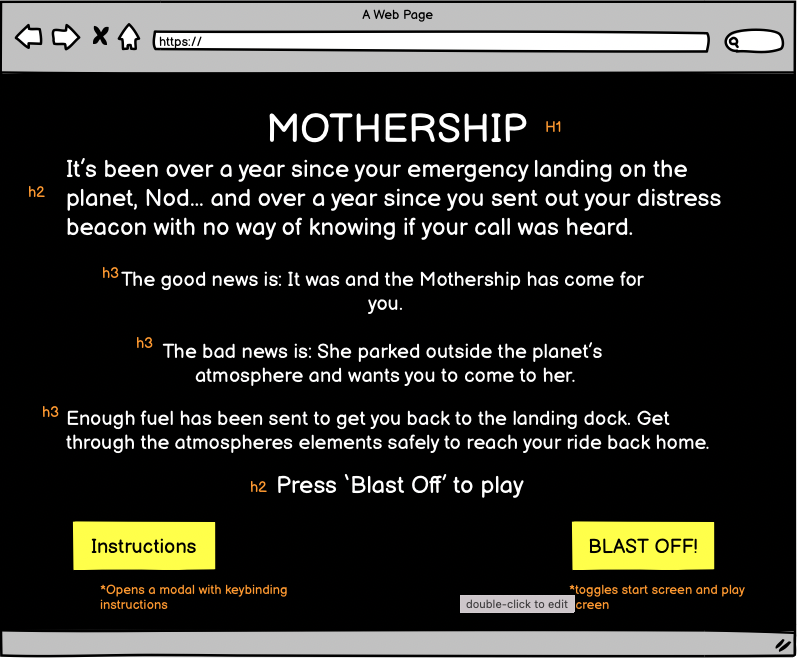 A Web Page
https://
MOTHERSHIP H1
It's been over a year since your emergency landing on the
h2 planet, Nod... and over a year since you sent out your distress
beacon with no way of knowing if your call was heard.
h3 The good news is: It was and the Mothership has come for
you.
h3 The bad news is: She parked outside the planet's
atmosphere and wants you to come to her.
h3 Enough fuel has been sent to get you back to the landing dock. Get
through the atmospheres elements safely to reach your ride back home.
h2 Press `Blast Off' to play
Instructions BLAST OFF!
*Opens a modal with keybinding
instructions
*toggles start screen and play
creen
double-click to edit